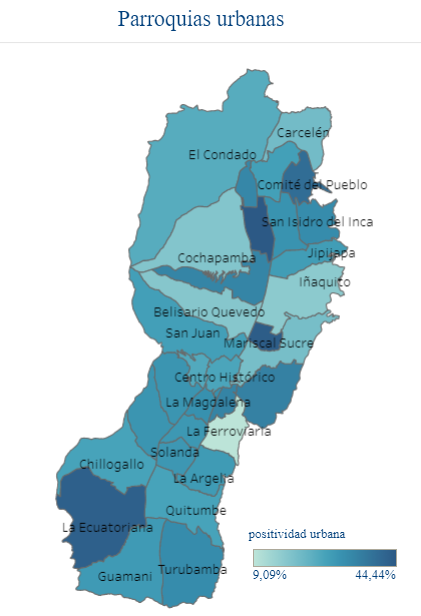 Parroquias urbanas
Carcelén
El Condado
Comité del Pueblo
San Isidro del Inca
Jipijapa
Cochapamba
Iñaquito
Belisario Quevedo
San Juan
Mariscal Sucre
Centro Histórico
La Magdalena
La Ferroviaria
Solanda
Chillogallo
La Argelia
Quitumbe
La Ecuatoriana
Turubamba
Guamani
positividad urbana
9,09%
44,44%